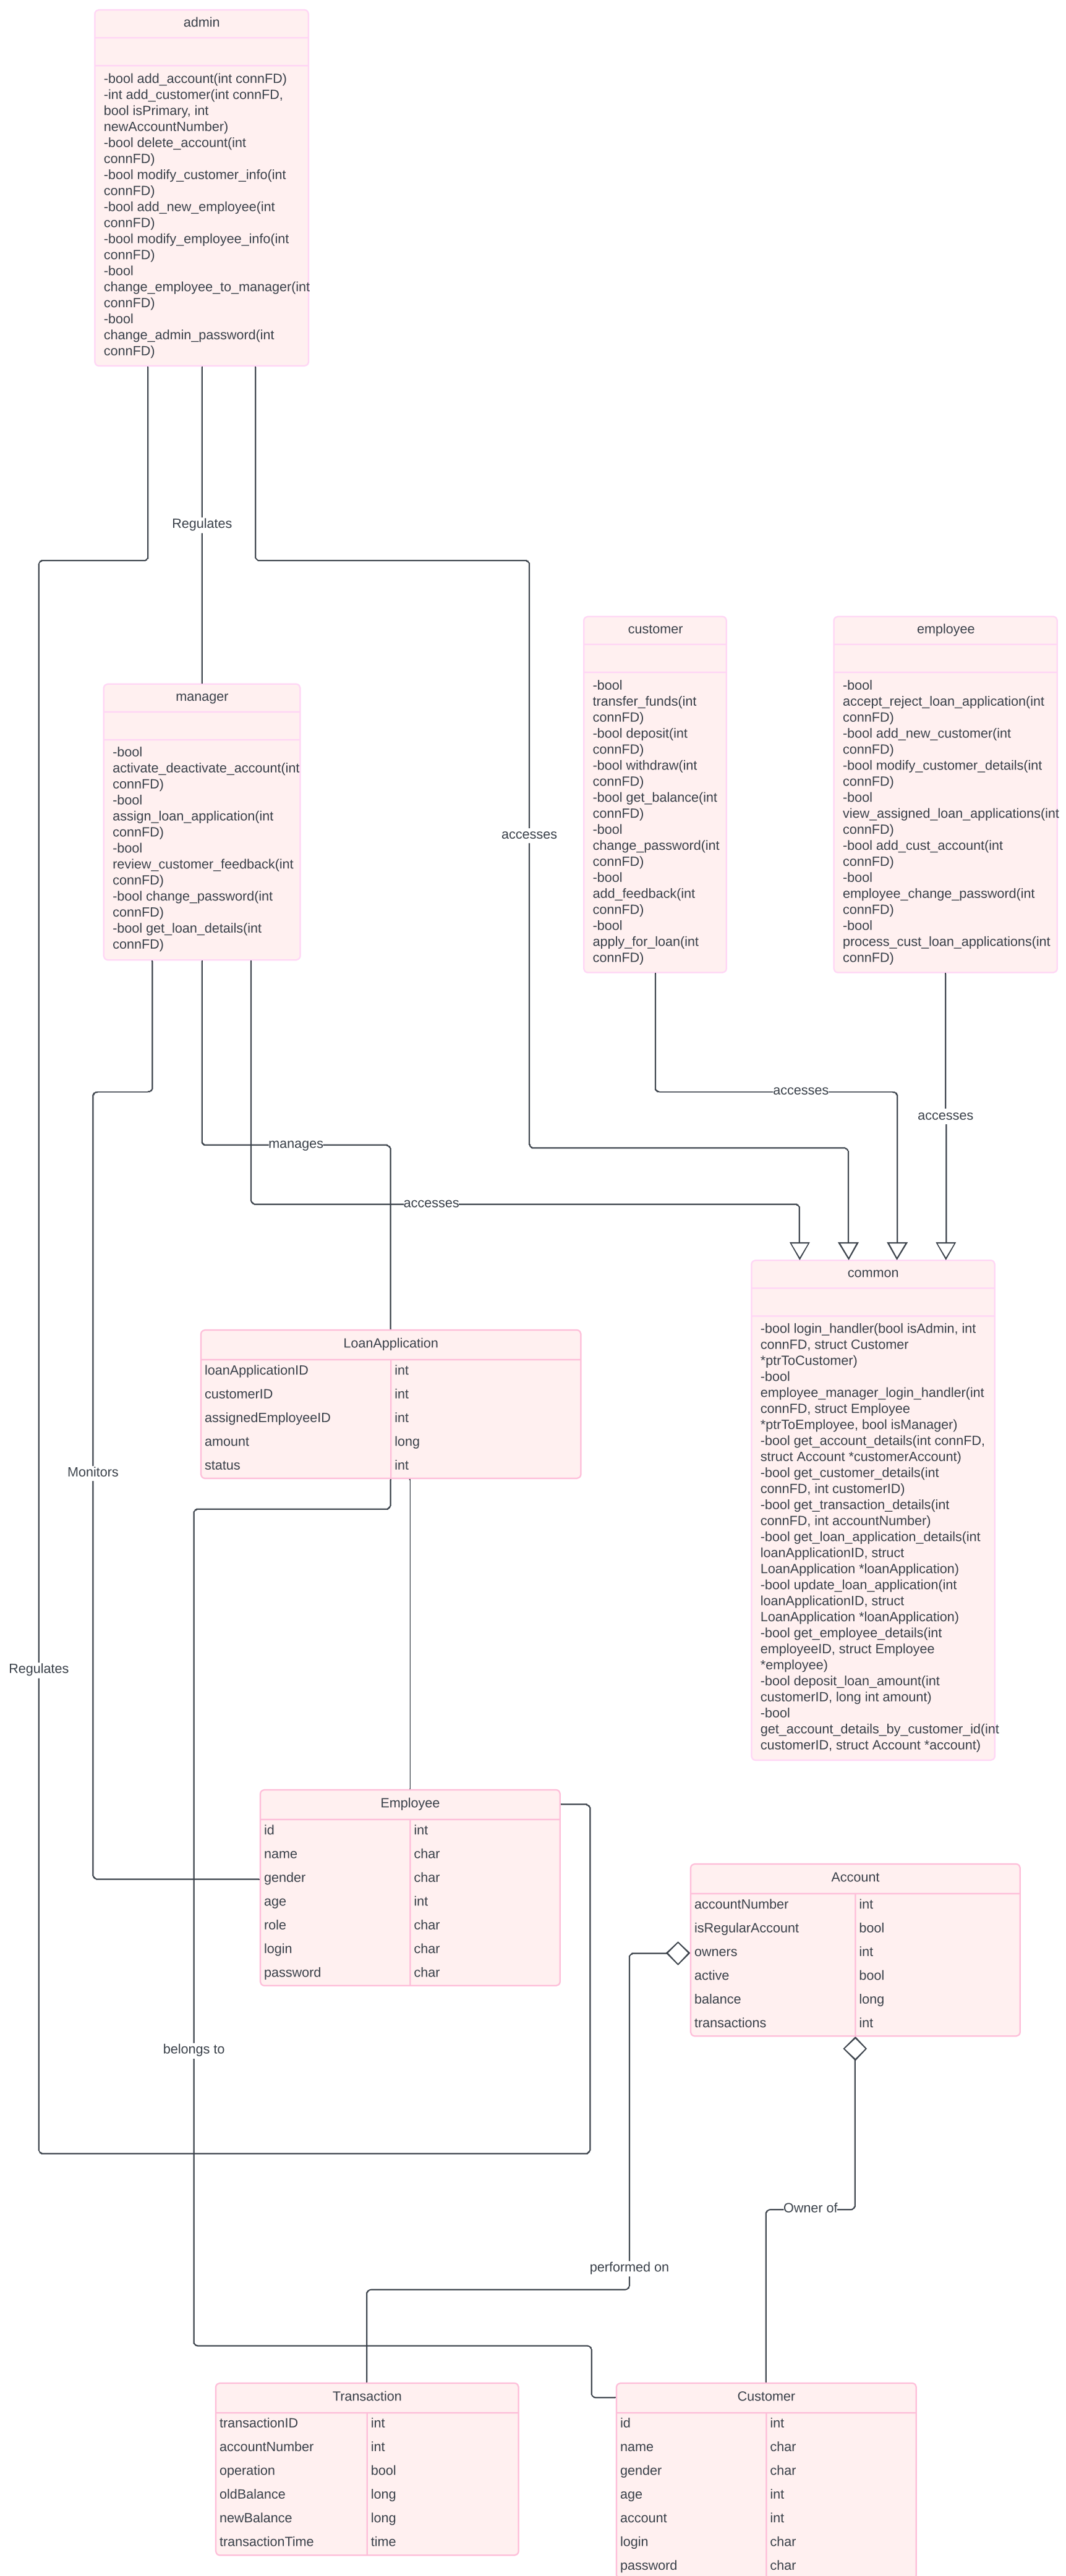 admin
-bool add_account(int connFD)
-int add_customer(int connFD,
bool isPrimary, int
newAccountNumber)
-bool delete_account(int
connFD)
-bool modify_customer_info(int
connFD)
-bool add_new_employee(int
connFD)
-bool modify_employee_info(int
connFD)
-bool
change_employee_to_manager(int
connFD)
-bool
change_admin_password(int
connFD)
Regulates
customer
-bool
transfer_funds(int
connFD)
-bool deposit(int
connFD)
-bool withdraw(int
connFD)
-bool get_balance(int
connFD)
-bool
change_password(int
connFD)
-bool
add_feedback(int
connFD)
-bool
apply_for_loan(int
connFD)
employee
-bool
accept_reject_loan_application(int
connFD)
-bool add_new_customer(int
connFD)
-bool modify_customer_details(int
connFD)
-bool
view_assigned_loan_applications(int
connFD)
-bool add_cust_account(int
connFD)
-bool
employee_change_password(int
connFD)
-bool
process_cust_loan_applications(int
connFD)
manager
-bool
activate_deactivate_account(int
connFD)
-bool
assign_loan_application(int
connFD)
-bool
review_customer_feedback(int
connFD)
-bool change_password(int
connFD)
-bool get_loan_details(int
connFD)
accesses
accesses
accesses
manages
accesses
common
-bool login_handler(bool isAdmin, int
connFD, struct Customer
*ptrToCustomer)
-bool
employee_manager_login_handler(int
connFD, struct Employee
*ptrToEmployee, bool isManager)
-bool get_account_details(int connFD,
struct Account *customerAccount)
-bool get_customer_details(int
connFD, int customerID)
-bool get_transaction_details(int
connFD, int accountNumber)
-bool get_loan_application_details(int
loanApplicationID, struct
LoanApplication *loanApplication)
-bool update_loan_application(int
loanApplicationID, struct
LoanApplication *loanApplication)
-bool get_employee_details(int
employeeID, struct Employee
*employee)
-bool deposit_loan_amount(int
customerID, long int amount)
-bool
get_account_details_by_customer_id(int
customerID, struct Account *account)
LoanApplication
loanApplicationID int
customerID int
assignedEmployeeID int
amount long
status int
Monitors
Regulates
Employee
id int
name char
gender char
age int
role char
login char
password char
Account
accountNumber int
isRegularAccount bool
owners int
active bool
balance long
transactions int
belongs to
Owner of
performed on
Transaction
transactionID int
accountNumber int
operation bool
oldBalance long
newBalance long
transactionTime time
Customer
id int
name char
gender char
age int
account int
login char
password char